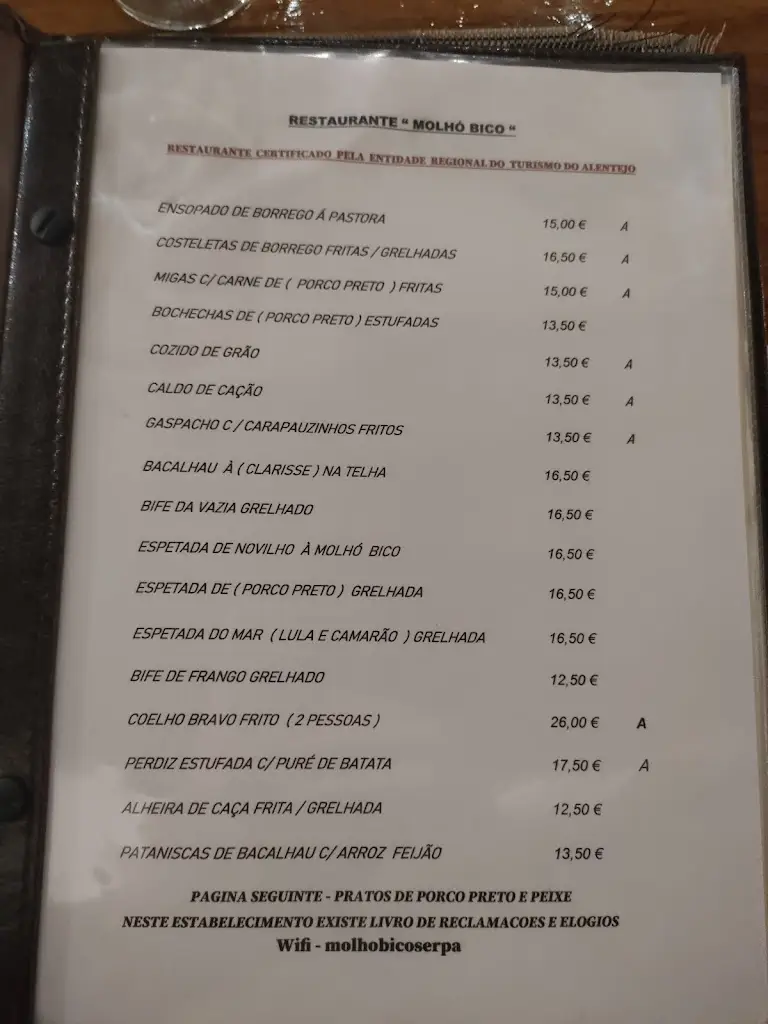 RESTAURANTE " MOLHÓ BICO "
RESTAURANTE CERTIFICADO PELA ENTIDADE REGIONAL DO TURISMO DO ALENTEJO
ENSOPADO DE BORREGO Á PASTORA 15,00 € A
COSTELETAS DE BORREGO FRITAS / GRELHADAS 16,50 € A
MIGAS C/ CARNE DE ( PORCO PRETO ) FRITAS 15,00 € A
BOCHECHAS DE ( PORCO PRETO ) ESTUFADAS 13,50 €
COZIDO DE GRÃO 13,50 € A
CALDO DE CAÇÃO 13,50 € A
GASPACHO C / CARAPAUZINHOS FRITOS 13,50 € A
BACALHAU À ( CLARISSE ) NA TELHA 16,50 €
BIFE DA VAZIA GRELHADO 16,50 €
ESPETADA DE NOVILHO À MOLHÓ BICO 16,50 €
ESPETADA DE ( PORCO PRETO ) GRELHADA 16,50 €
ESPETADA DO MAR ( LULA E CAMARÃO ) GRELHADA 16,50 €
BIFE DE FRANGO GRELHADO 12,50 €
COELHO BRAVO FRITO ( 2 PESSOAS ) 26,00 € A
PERDIZ ESTUFADA C/ PURÉ DE BATATA 17,50 € A
ALHEIRA DE CAÇA FRITA / GRELHADA 12,50 €
PATANISCAS DE BACALHAU C/ ARROZ FEIJÃO 13,50 €
PAGINA SEGUINTE - PRATOS DE PORCO PRETO E PEIXE
NESTE ESTABELECIMENTO EXISTE LIVRO DE RECLAMACOES E ELOGIOS
Wifi - molhobicoserpa